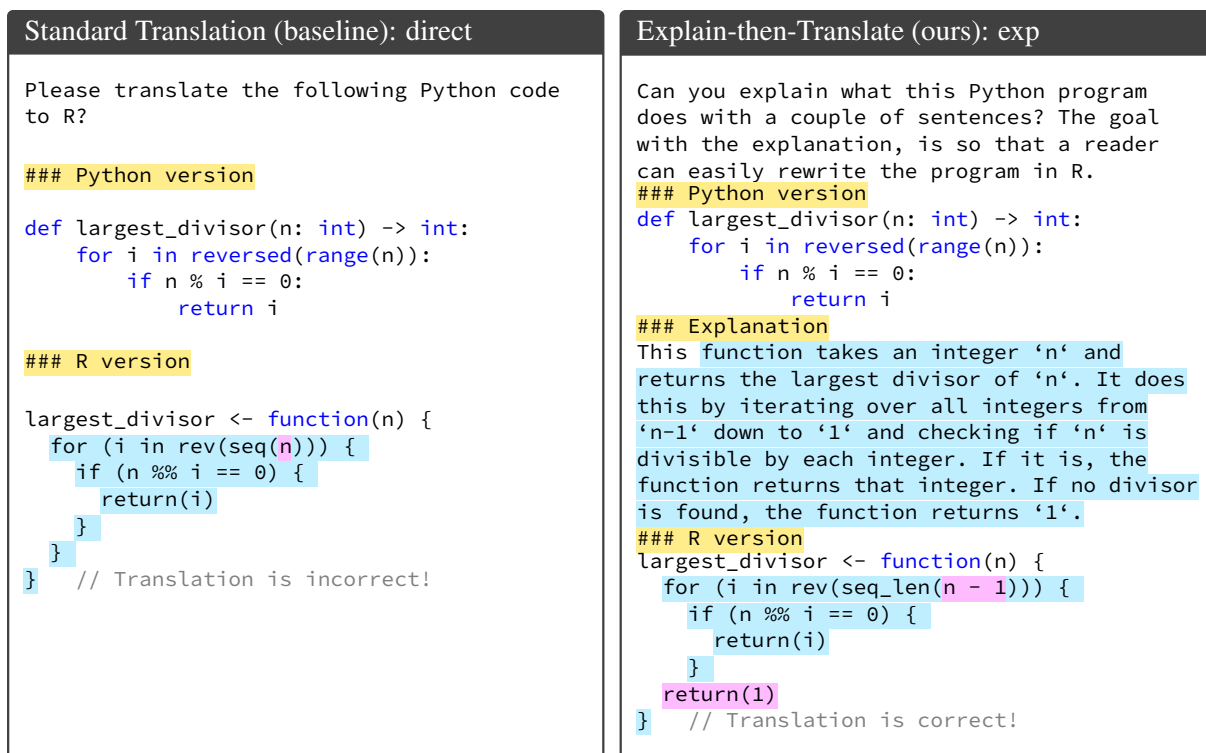 Standard Translation (baseline): direct
Please translate the following Python code
to R?
### Python version
def largest_divisor(n: int) -> int:
    for i in reversed(range(n)):
        if n % i == 0:
            return i
### R version
largest_divisor <- function(n) {
  for (i in rev(seq(n))) {
    if (n %% i == 0) {
      return(i)
    }
  }
}   // Translation is incorrect!
Explain-then-Translate (ours): exp
Can you explain what this Python program
does with a couple of sentences? The goal
with the explanation, is so that a reader
can easily rewrite the program in R.
### Python version
def largest_divisor(n: int) -> int:
    for i in reversed(range(n)):
        if n % i == 0:
            return i
### Explanation
This function takes an integer ‘n‘ and
returns the largest divisor of ‘n‘. It does
this by iterating over all integers from
‘n-1‘ down to ‘1‘ and checking if ‘n‘ is
divisible by each integer. If it is, the
function returns that integer. If no divisor
is found, the function returns ‘1‘.
### R version
largest_divisor <- function(n) {
  for (i in rev(seq_len(n - 1))) {
    if (n %% i == 0) {
      return(i)
    }
  return(1)
}   // Translation is correct!